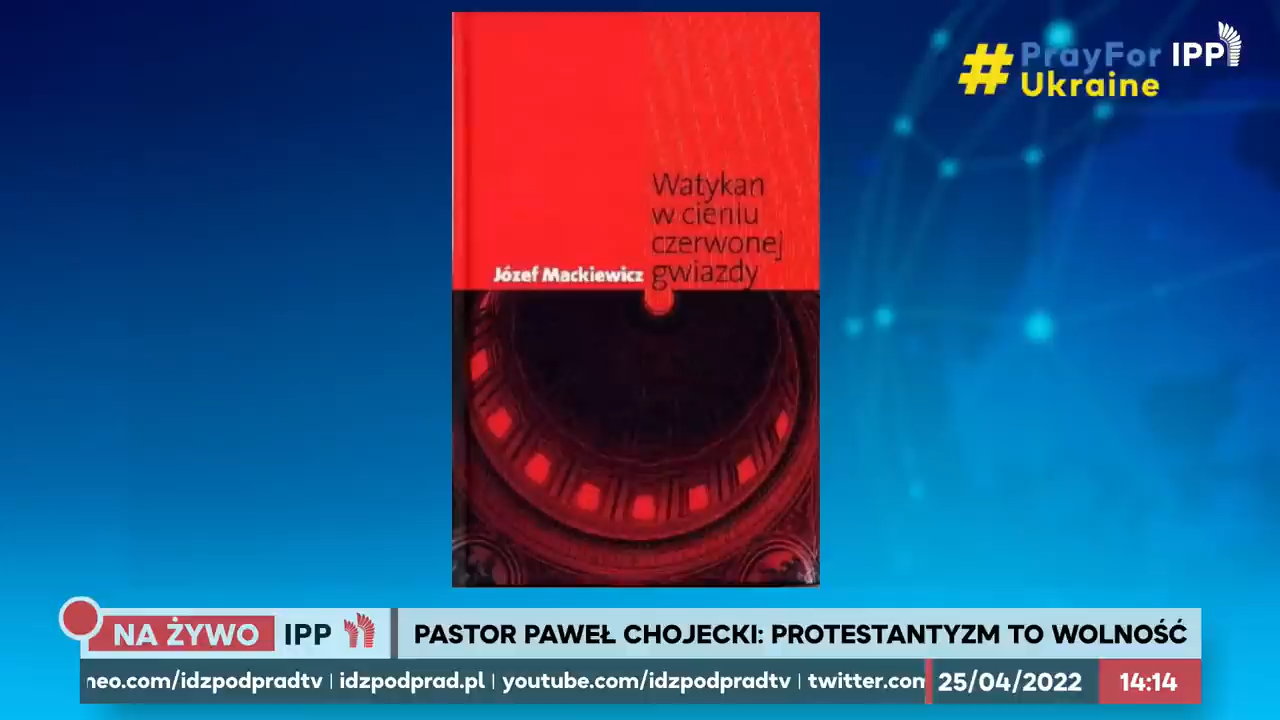 #PrayFor
Ukraine
IPP
Watykan
w cieniu
czerwonej
gwiazdy
Józef Mackiewicz
NA ŻYWO IPP
PASTOR PAWEŁ CHOJECKI: PROTESTANTYZM TO WOLNOŚĆ
neo.com/idzpodpradtv | idzpodprad.pl | youtube.com/idzpodpradtv | twitter.com
25/04/2022 14:14